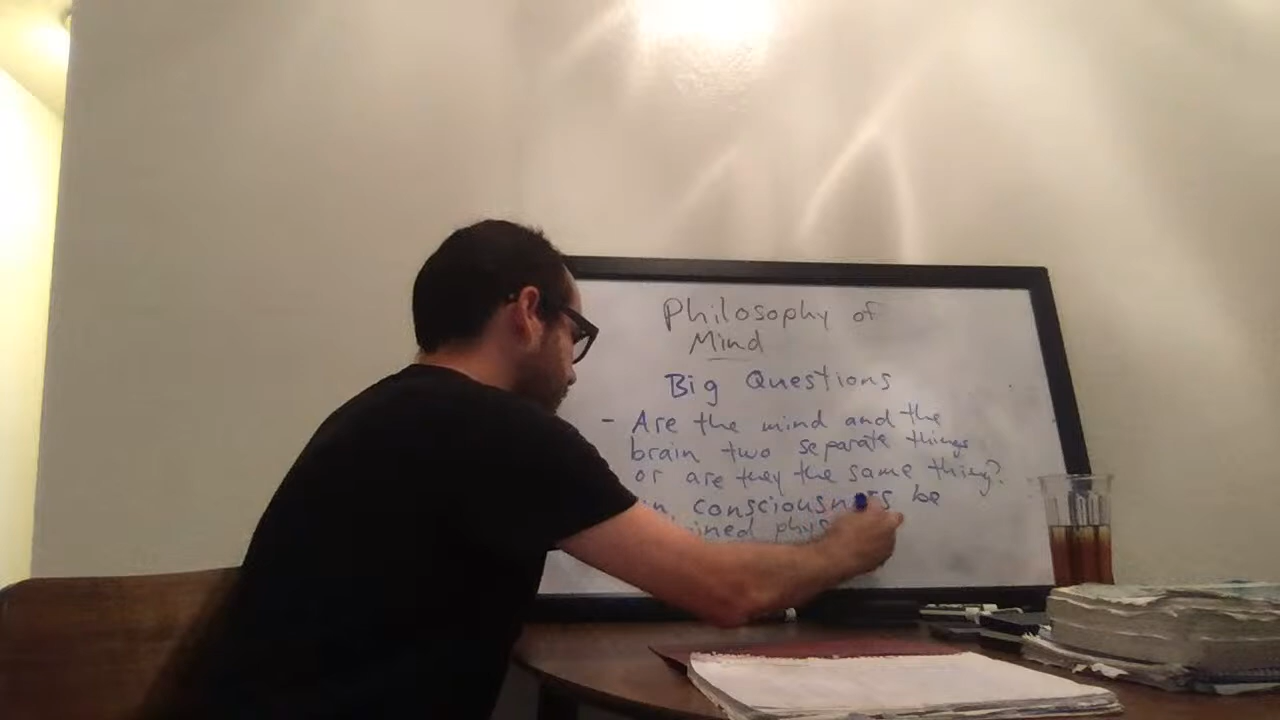 Philosophy of
Mind
Big Questions
- Are the mind and the
brain two separate things
or are they the same thing?
consciousness be